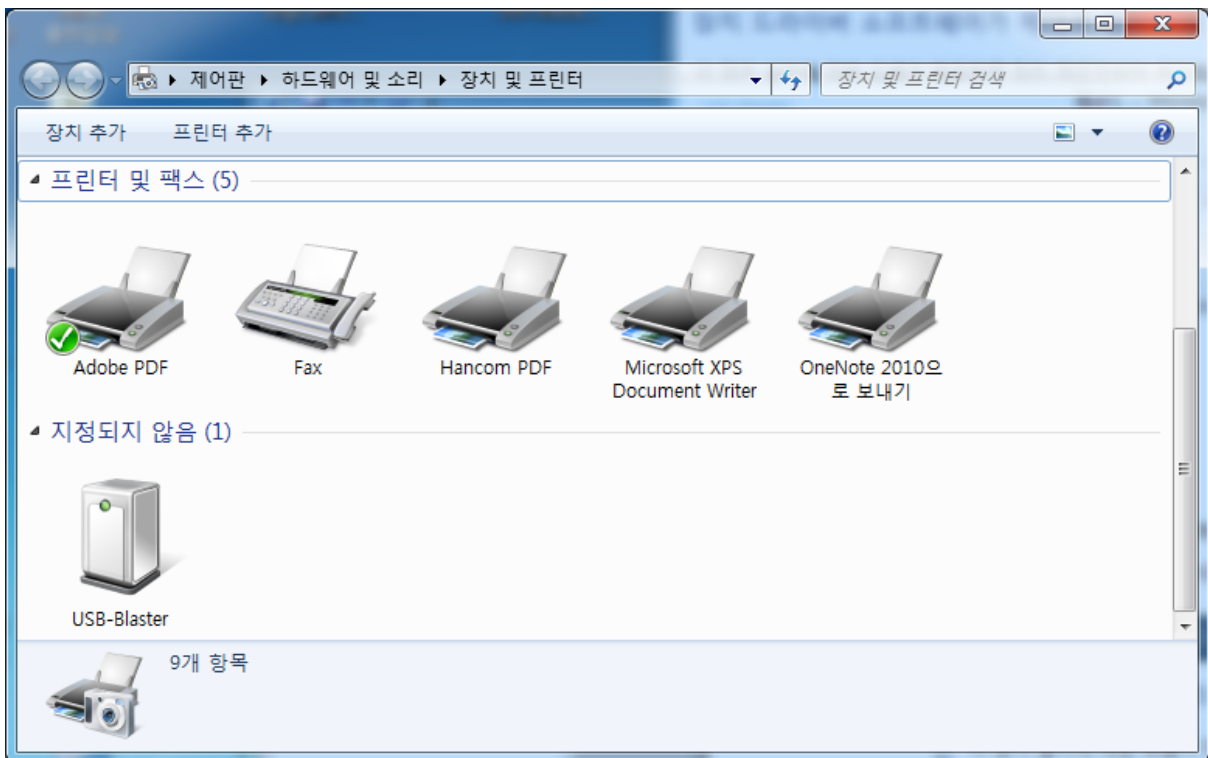 제어판 ▸ 하드웨어 및 소리 ▸ 장치 및 프린터
장치 및 프린터 검색
장치 추가 프린터 추가
프린터 및 팩스 (5)
Adobe PDF
Fax
Hancom PDF
Microsoft XPS
Document Writer
OneNote 2010으
로 보내기
지정되지 않음 (1)
USB-Blaster
9개 항목